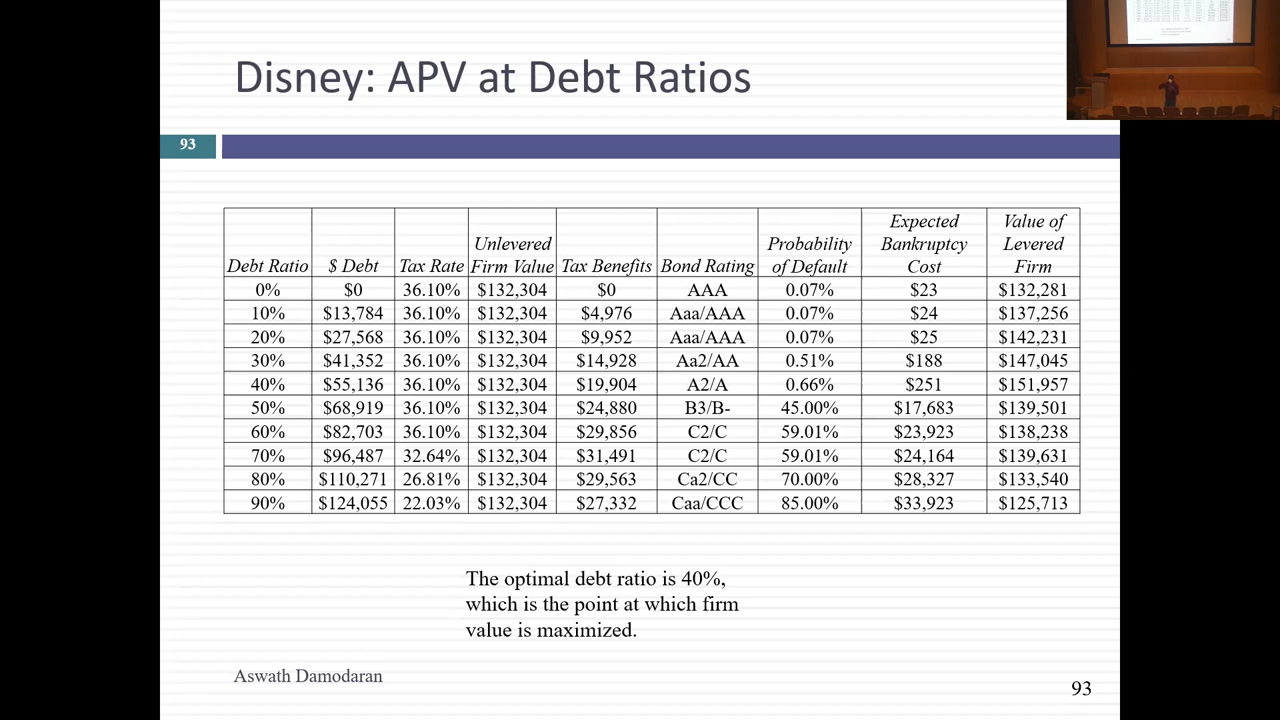 Disney: APV at Debt Ratios
93
Debt Ratio $ Debt Tax Rate Unlevered Firm Value Tax Benefits Bond Rating Probability of Default Expected Bankruptcy Cost Value of Levered Firm
0% $0 36.10% $132,304 $0 AAA 0.07% $23 $132,281
10% $13,784 36.10% $132,304 $4,976 Aaa/AAA 0.07% $24 $137,256
20% $27,568 36.10% $132,304 $9,952 Aaa/AAA 0.07% $25 $142,231
30% $41,352 36.10% $132,304 $14,928 Aa2/AA 0.51% $188 $147,045
40% $55,136 36.10% $132,304 $19,904 A2/A 0.66% $251 $151,957
50% $68,919 36.10% $132,304 $24,880 B3/B- 45.00% $17,683 $139,501
60% $82,703 36.10% $132,304 $29,856 C2/C 59.01% $23,923 $138,238
70% $96,487 32.64% $132,304 $31,491 C2/C 59.01% $24,164 $139,631
80% $110,271 26.81% $132,304 $29,563 Ca2/CC 70.00% $28,327 $133,540
90% $124,055 22.03% $132,304 $27,332 Caa/CCC 85.00% $33,923 $125,713
The optimal debt ratio is 40%,
which is the point at which firm
value is maximized.
Aswath Damodaran
93